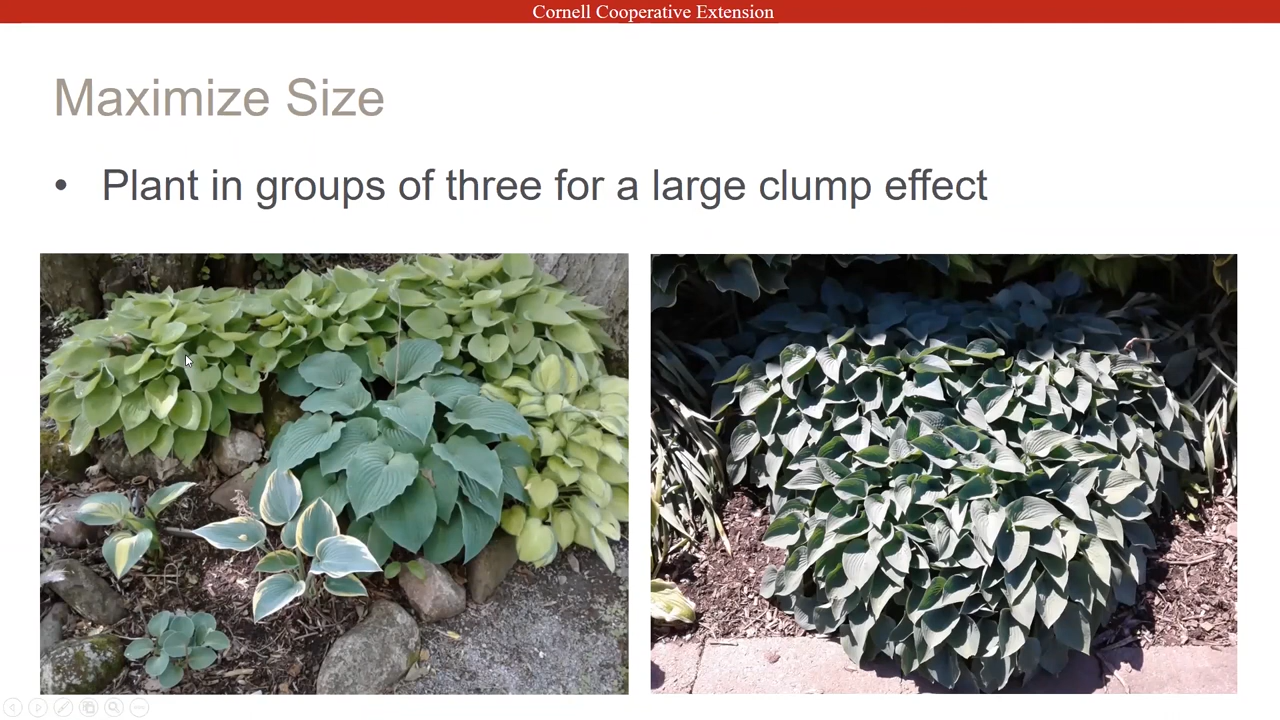 Cornell Cooperative Extension
Maximize Size
• Plant in groups of three for a large clump effect